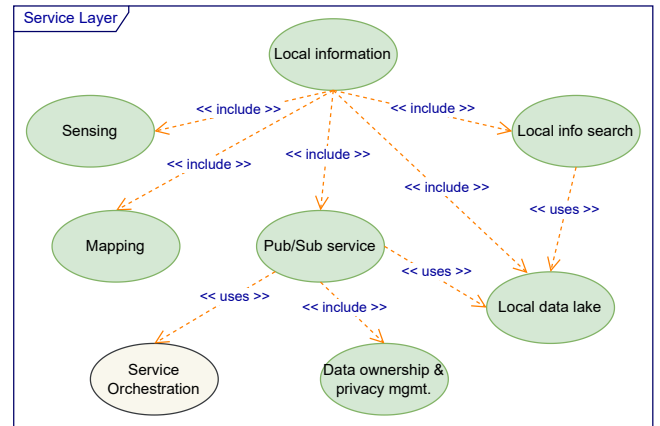 Service Layer
Local information
<< include >>
<< include >>
Sensing
Local info search
<< include >>
<< include >>
<< include >>
<< uses >>
Mapping
Pub/Sub service
<< uses >>
<< uses >>
<< include >>
Local data lake
Service
Orchestration
Data ownership &
privacy mgmt.